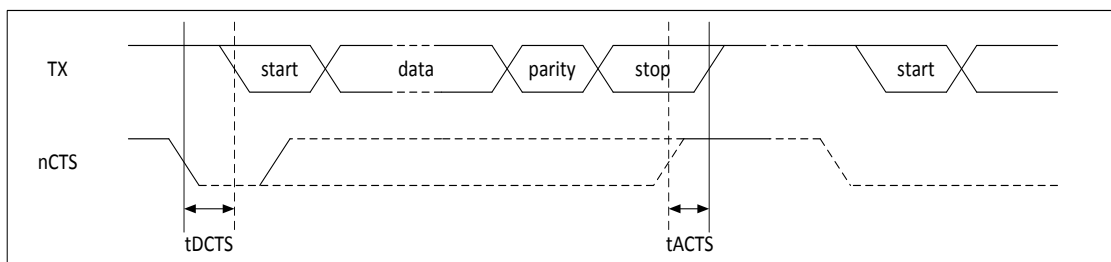 TX
start
data
parity
stop
start
nCTS
tDCTS
tACTS